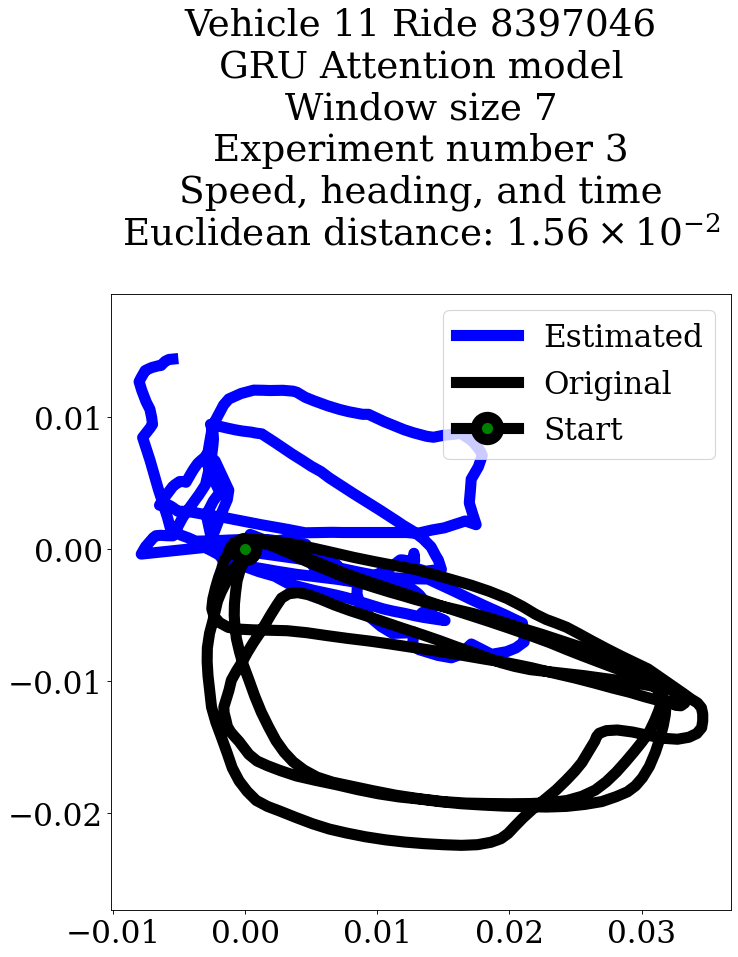 Vehicle 11 Ride 8397046
GRU Attention model
Window size 7
Experiment number 3
Speed, heading, and time
Euclidean distance: 1.56 × 10⁻²
Estimated
Original
Start
0.01
0.00
−0.01
−0.02
−0.01 0.00 0.01 0.02 0.03